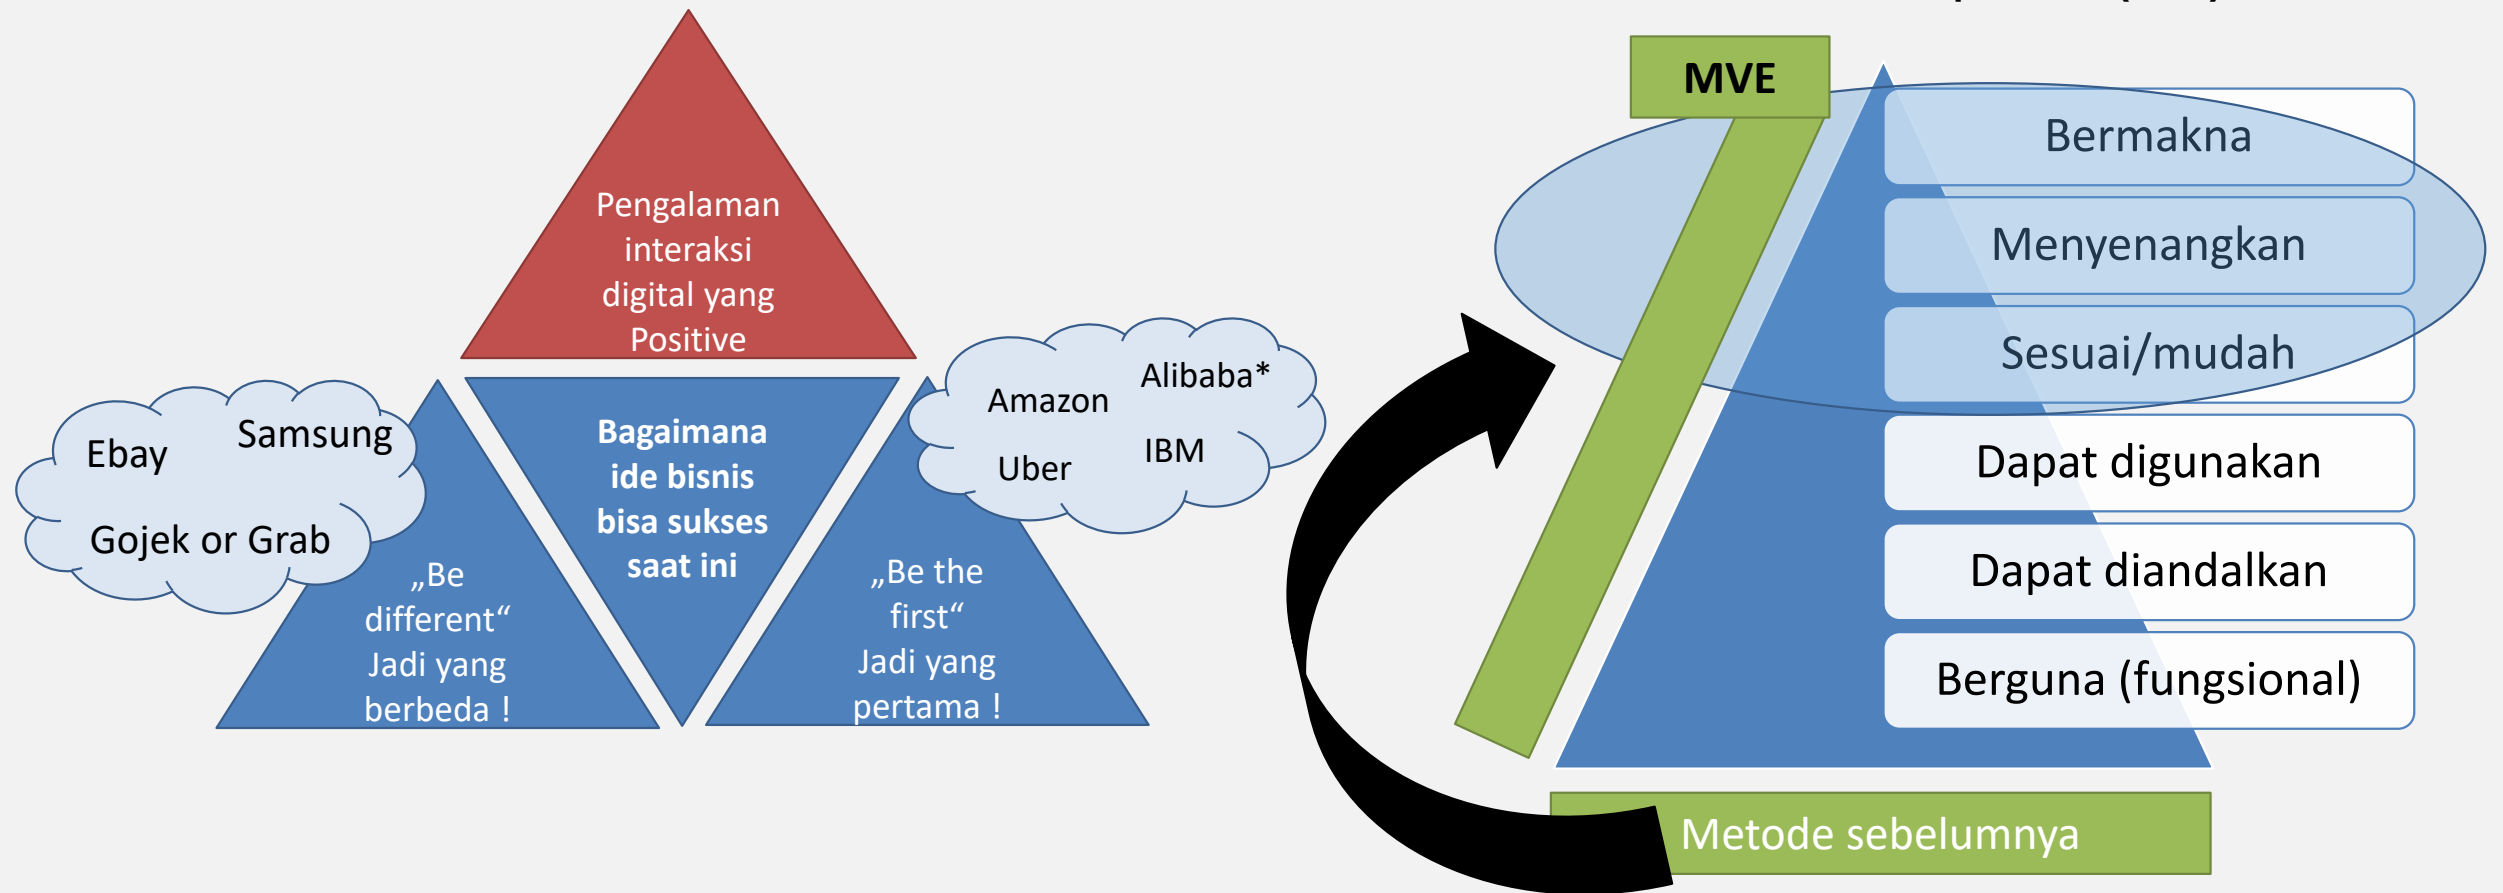 Pengalaman
interaksi
digital yang
Positive
Ebay
Samsung
Gojek or Grab
Bagaimana
ide bisnis
bisa sukses
saat ini
Amazon
Alibaba*
Uber
IBM
„Be
different“
Jadi yang
berbeda !
„Be the
first“
Jadi yang
pertama !
MVE
Bermakna
Menyenangkan
Sesuai/mudah
Dapat digunakan
Dapat diandalkan
Berguna (fungsional)
Metode sebelumnya